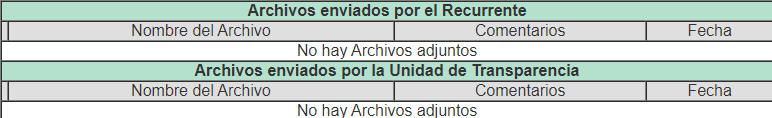 Archivos enviados por el Recurrente
Nombre del Archivo Comentarios Fecha
No hay Archivos adjuntos
Archivos enviados por la Unidad de Transparencia
Nombre del Archivo Comentarios Fecha
No hay Archivos adjuntos